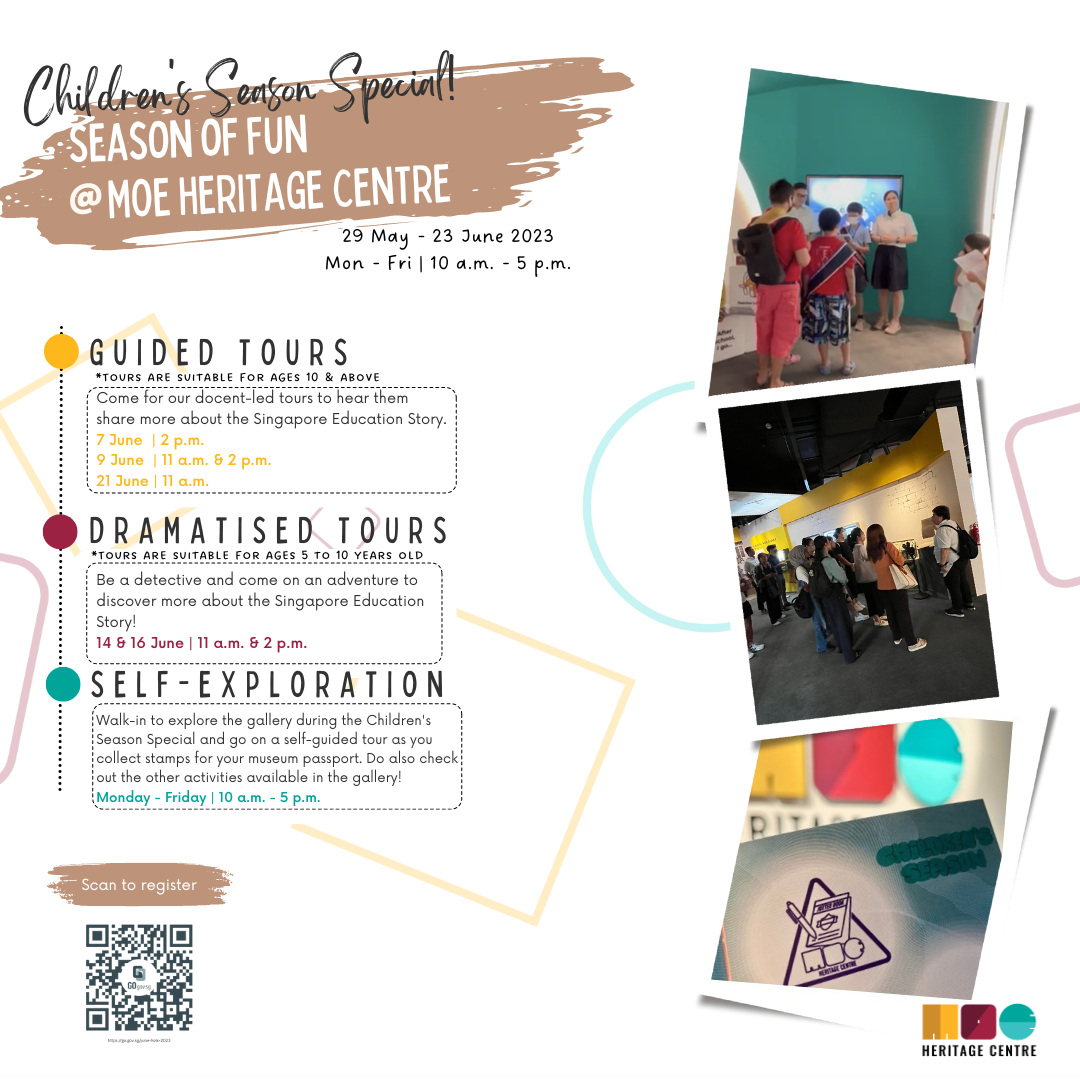 Children's Season Special!
SEASON OF FUN
@ MOE HERITAGE CENTRE
29 May - 23 June 2023
Mon - Fri | 10 a.m. - 5 p.m.
GUIDED TOURS
*TOURS ARE SUITABLE FOR AGES 10 & ABOVE
Come for our docent-led tours to hear them
share more about the Singapore Education Story.
7 June | 2 p.m.
9 June | 11 a.m. & 2 p.m.
21 June | 11 a.m.
DRAMATISED TOURS
*TOURS ARE SUITABLE FOR AGES 5 TO 10 YEARS OLD
Be a detective and come on an adventure to
discover more about the Singapore Education
Story!
14 & 16 June | 11 a.m. & 2 p.m.
SELF-EXPLORATION
Walk-in to explore the gallery during the Children's
Season Special and go on a self-guided tour as you
collect stamps for your museum passport. Do also check
out the other activities available in the gallery!
Monday - Friday | 10 a.m. - 5 p.m.
Scan to register
GOgov.sg
After
school,
I go...
RITAG
CHILDREN'S
SEASON
MOE
HERITAGE CENTRE
MOE
HERITAGE CENTRE